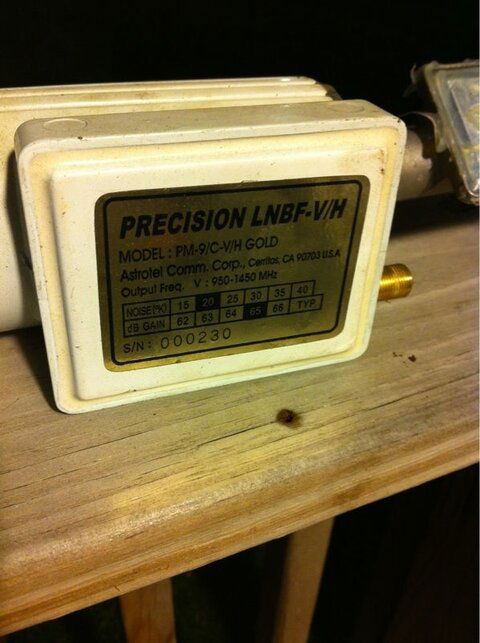 PRECISION LNBF-V/H
MODEL : PM-9/C-V/H GOLD
Astrotel Comm. Corp., Cerritos, CA 90703 U.S.A
Output Freq. V : 950-1450 MHz
NOISE(°K) 15 20 25 30 35 40
dB GAIN 62 63 64 65 66 TYP
S/N : 000230